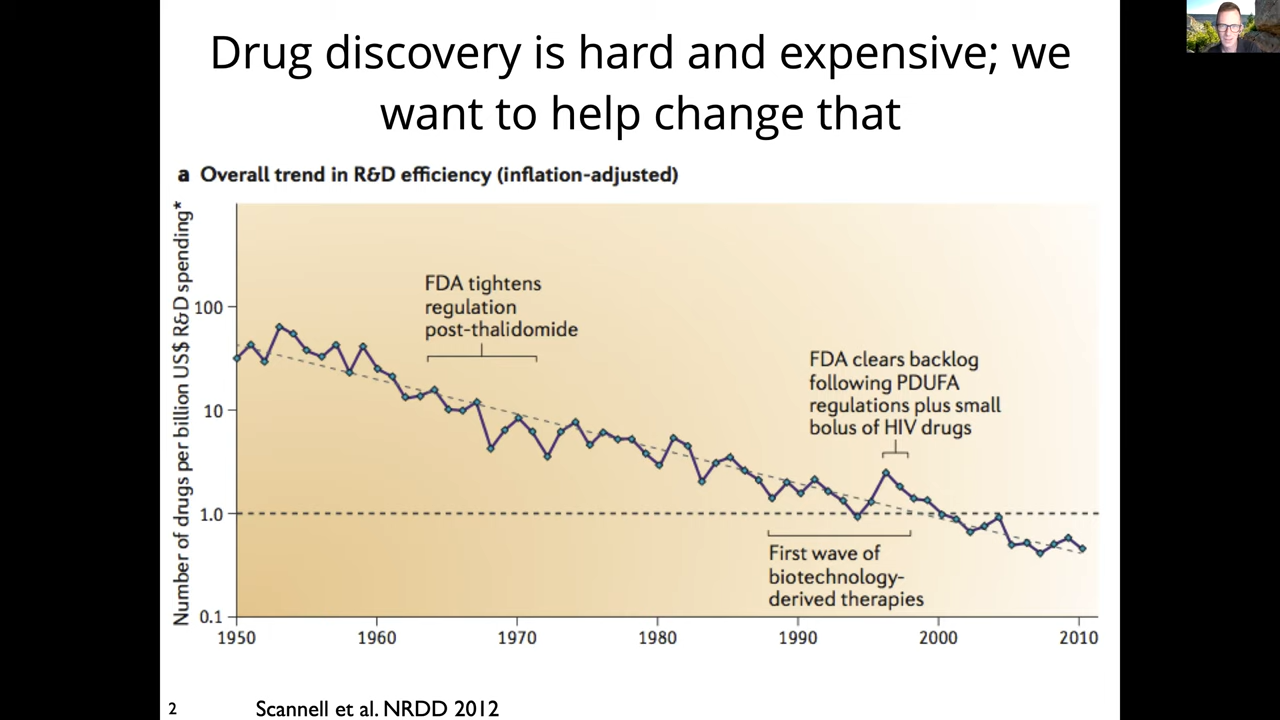 Drug discovery is hard and expensive; we
want to help change that
a Overall trend in R&D efficiency (inflation-adjusted)
Number of drugs per billion US$ R&D spending*
100
10
1.0
0.1
FDA tightens
regulation
post-thalidomide
FDA clears backlog
following PDUFA
regulations plus small
bolus of HIV drugs
First wave of
biotechnology-
derived therapies
1950 1960 1970 1980 1990 2000 2010
2 Scannell et al. NRDD 2012